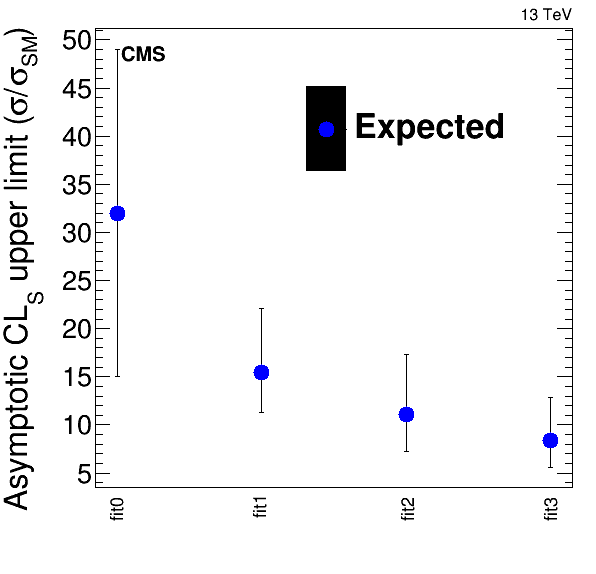 13 TeV
CMS
Expected
Asymptotic CL_S upper limit (σ/σ_SM)
50
45
40
35
30
25
20
15
10
5
fit0
fit1
fit2
fit3